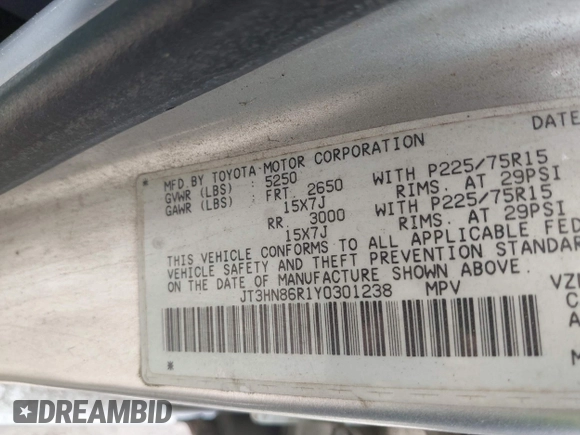 DATE
MFD BY TOYOTA MOTOR CORPORATION
GVWR (LBS) : 5250
GAWR (LBS) : FRT. 2650 WITH P225/75R15
15X7J RIMS. AT 29PSI
RR. 3000 WITH P225/75R15
15X7J RIMS. AT 29PSI
THIS VEHICLE CONFORMS TO ALL APPLICABLE FED
VEHICLE SAFETY AND THEFT PREVENTION STANDAR
ON THE DATE OF MANUFACTURE SHOWN ABOVE.
JT3HN86R1Y0301238 MPV
DREAMBID